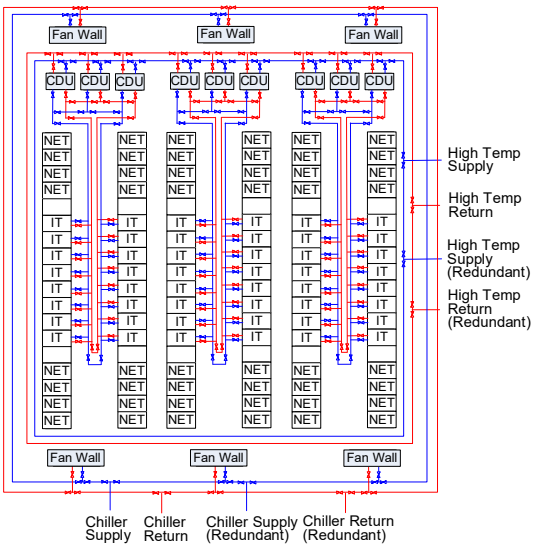 Fan Wall Fan Wall Fan Wall
CDU CDU CDU CDU CDU CDU CDU CDU CDU
NET NET NET NET NET NET
NET NET NET NET NET NET
NET NET NET NET NET NET
NET NET NET NET NET NET
IT IT IT IT IT IT
IT IT IT IT IT IT
IT IT IT IT IT IT
IT IT IT IT IT IT
IT IT IT IT IT IT
IT IT IT IT IT IT
IT IT IT IT IT IT
IT IT IT IT IT IT
NET NET NET NET NET NET
NET NET NET NET NET NET
NET NET NET NET NET NET
NET NET NET NET NET NET
High Temp
Supply
High Temp
Return
High Temp
Supply
(Redundant)
High Temp
Return
(Redundant)
Fan Wall Fan Wall Fan Wall
Chiller
Supply
Chiller
Return
Chiller Supply
(Redundant)
Chiller Return
(Redundant)